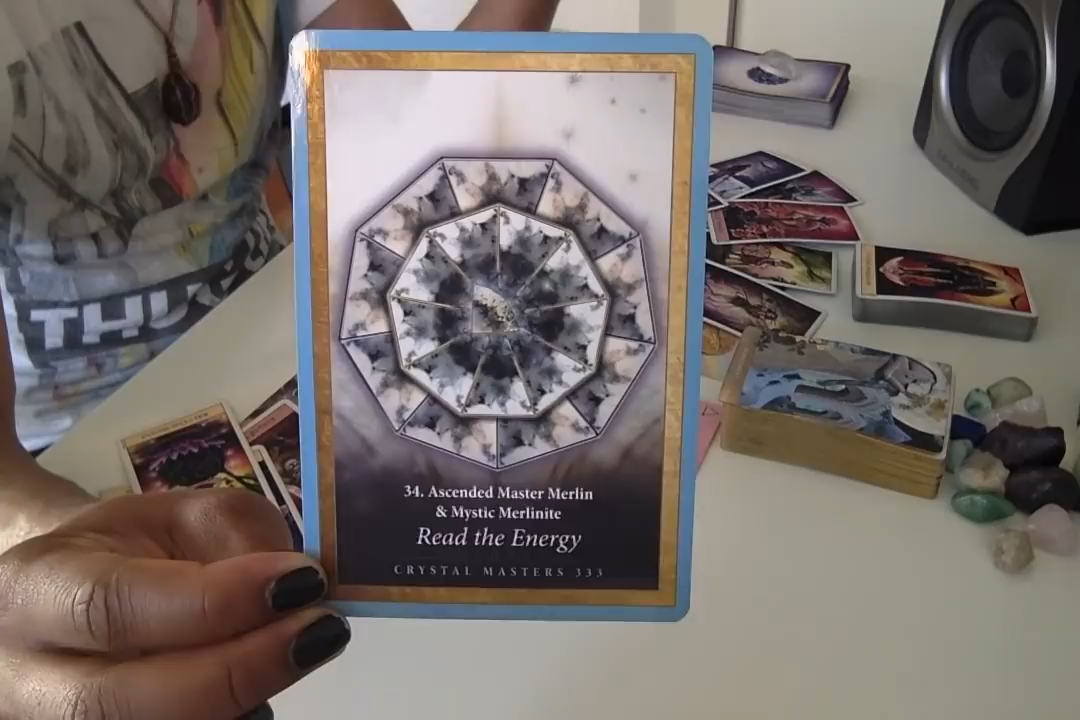 34. Ascended Master Merlin
& Mystic Merlinite
Read the Energy
CRYSTAL MASTERS 333